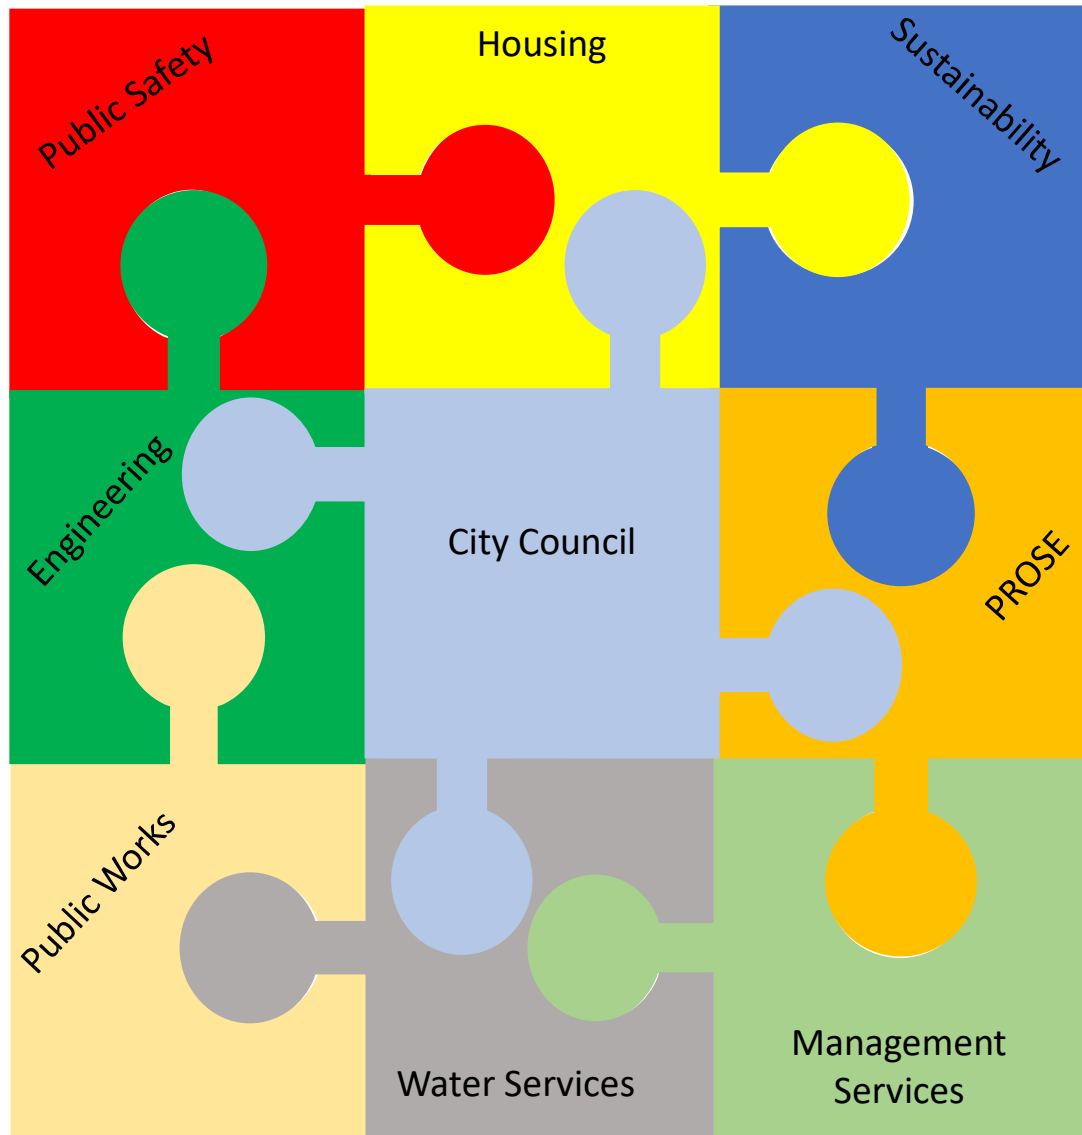 Public Safety
Housing
Sustainability
Engineering
City Council
PROSE
Public Works
Water Services
Management
Services